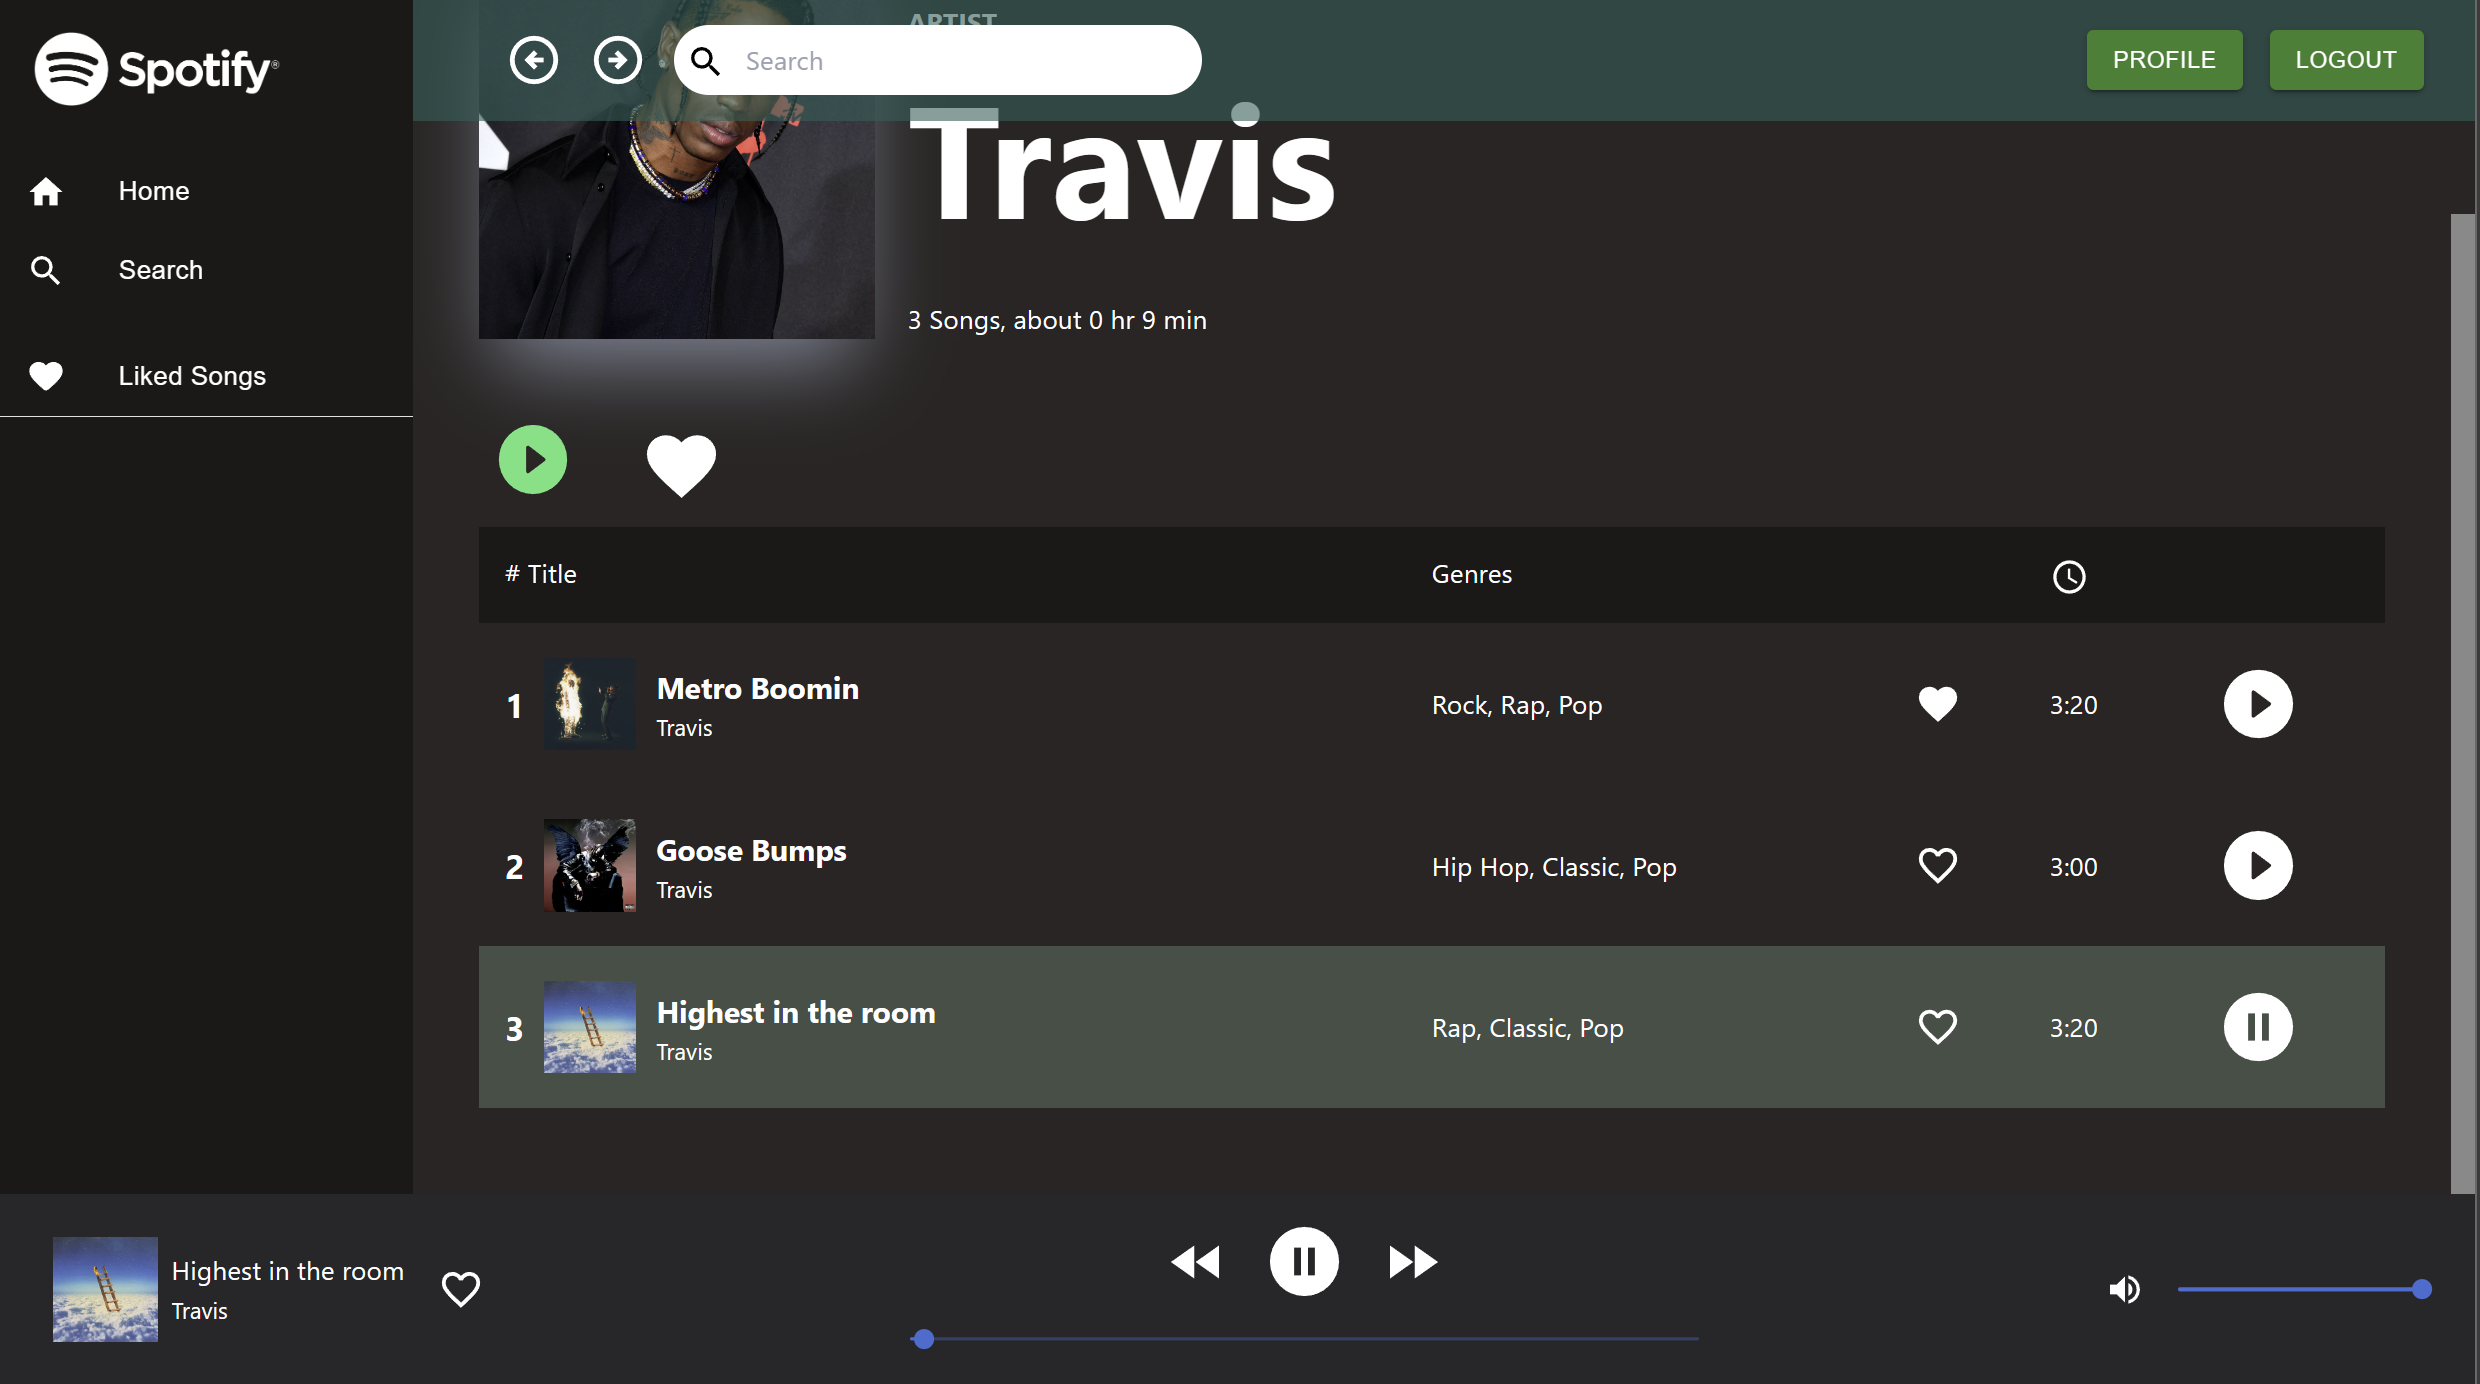 Spotify®
Home
Search
Liked Songs
ARTIST
Search
PROFILE
LOGOUT
Travis
3 Songs, about 0 hr 9 min
# Title
Genres
1
Metro Boomin
Travis
Rock, Rap, Pop
3:20
2
Goose Bumps
Travis
Hip Hop, Classic, Pop
3:00
3
Highest in the room
Travis
Rap, Classic, Pop
3:20
Highest in the room
Travis